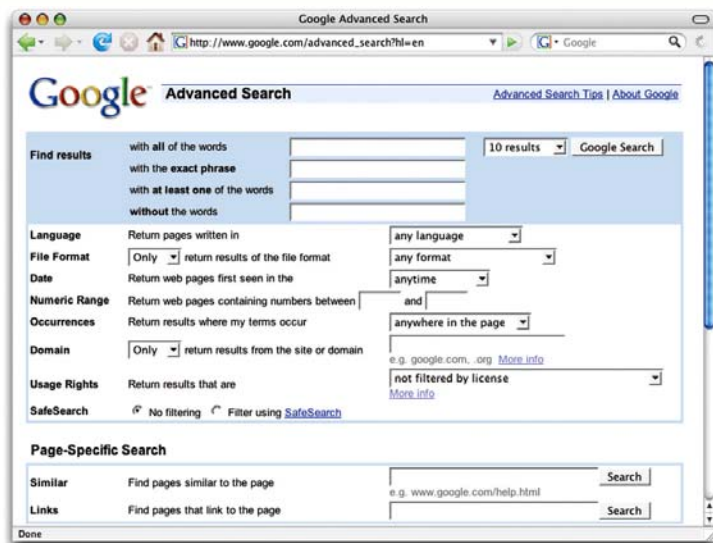 Google Advanced Search
http://www.google.com/advanced_search?hl=en
G Google
Google Advanced Search Advanced Search Tips | About Google
Find results with all of the words 10 results Google Search
with the exact phrase
with at least one of the words
without the words
Language Return pages written in any language
File Format Only return results of the file format any format
Date Return web pages first seen in the anytime
Numeric Range Return web pages containing numbers between and
Occurrences Return results where my terms occur anywhere in the page
Domain Only return results from the site or domain
e.g. google.com, .org More info
Usage Rights Return results that are not filtered by license
More info
SafeSearch No filtering Filter using SafeSearch
Page-Specific Search
Similar Find pages similar to the page Search
e.g. www.google.com/help.html
Links Find pages that link to the page Search
Done